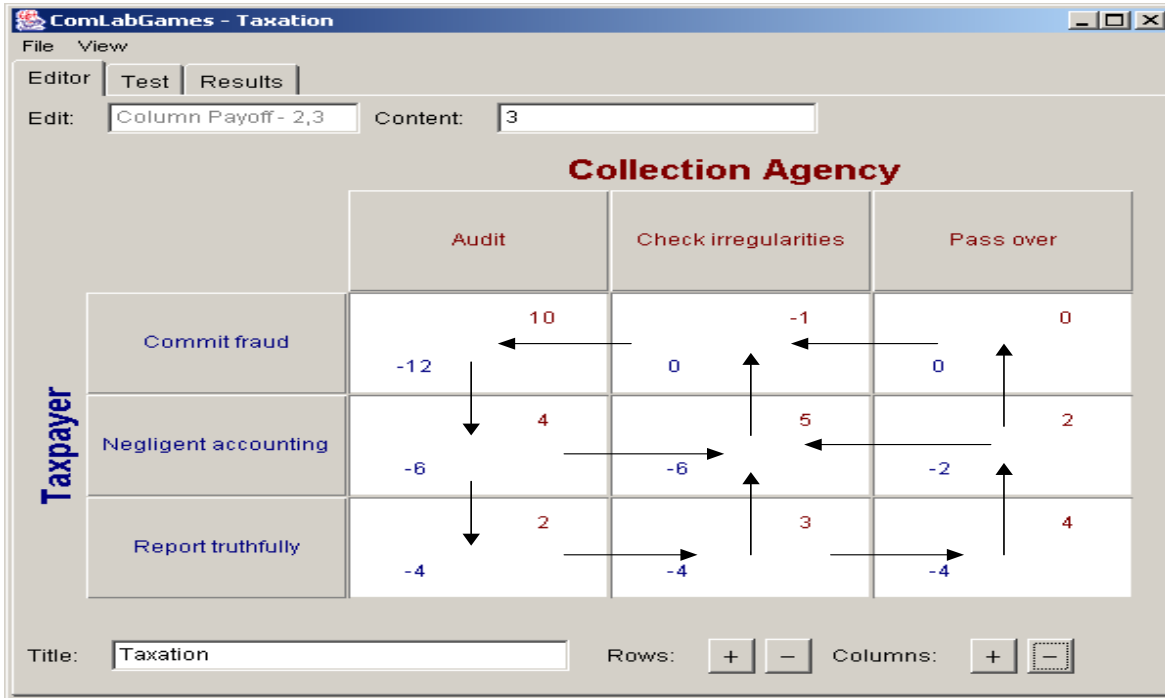 ComLabGames - Taxation
File View
Editor Test Results
Edit: Column Payoff - 2,3 Content: 3
Collection Agency
Audit Check irregularities Pass over
Taxpayer
Commit fraud
10 -1 0
-12 0 0
Negligent accounting
4 5 2
-6 -6 -2
Report truthfully
2 3 4
-4 -4 -4
Title: Taxation Rows: + - Columns: + -